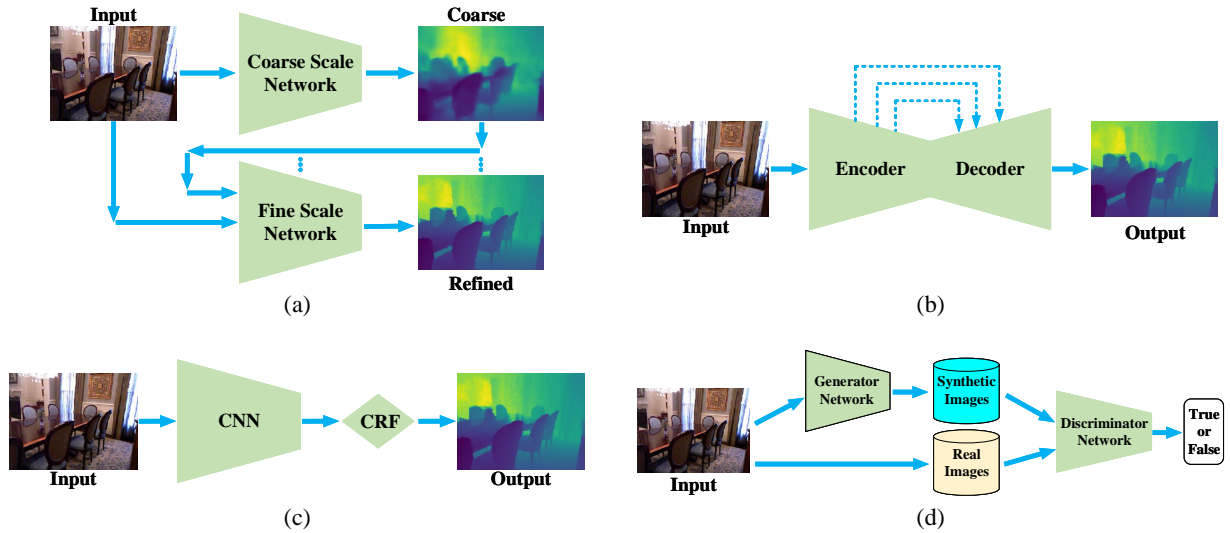 Input
Coarse
Coarse Scale
Network
Fine Scale
Network
Refined
(a)
Encoder
Decoder
Input
Output
(b)
CNN
CRF
Input
Output
(c)
Generator
Network
Synthetic
Images
Real
Images
Discriminator
Network
True
or
False
Input
(d)